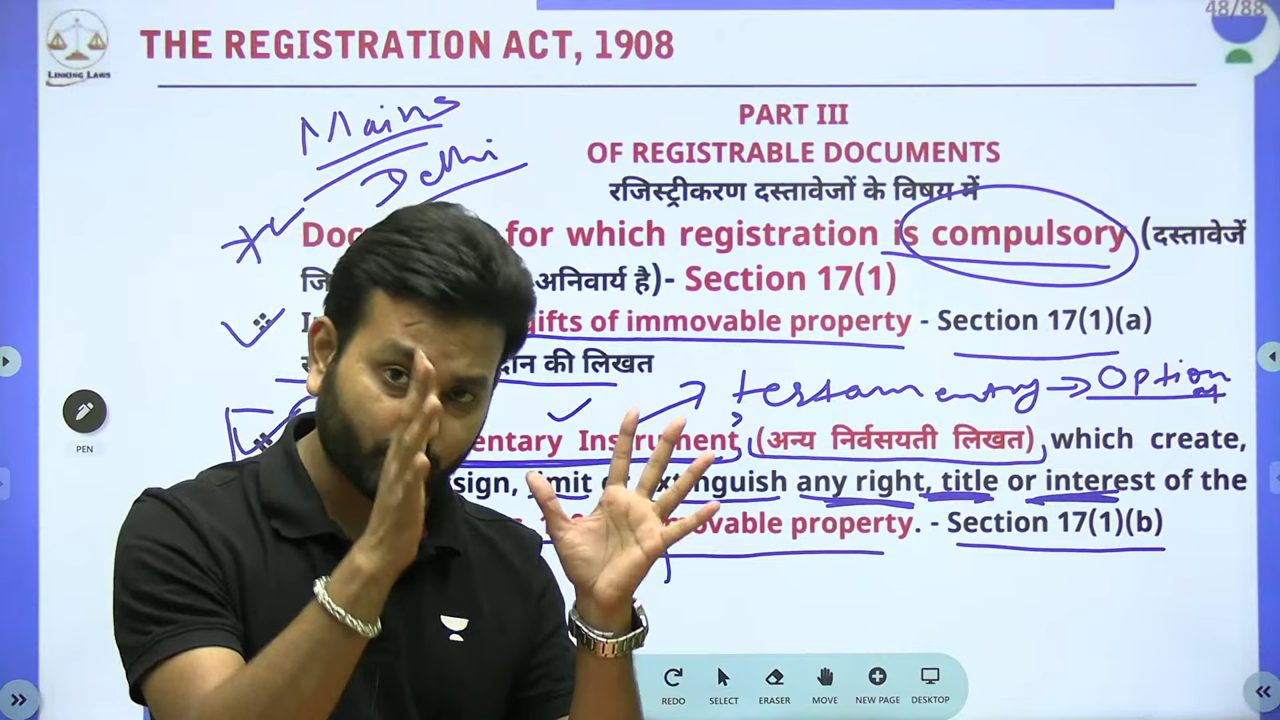 48/88
LINKING LAWS
THE REGISTRATION ACT, 1908
Mains
Delhi
PART III
OF REGISTRABLE DOCUMENTS
रजिस्ट्रीकरण दस्तावेजों के विषय में
Doc for which registration is compulsory (दस्तावेजें
जि अनिवार्य है)- Section 17(1)
gifts of immovable property - Section 17(1)(a)
दान की लिखत
testamentary → Option
entary Instrument, (अन्य निर्वसयती लिखत), which create,
sign, limit extinguish any right, title or interest of the
immovable property. - Section 17(1)(b)
PEN
REDO
SELECT
ERASER
MOVE
NEW PAGE
DESKTOP